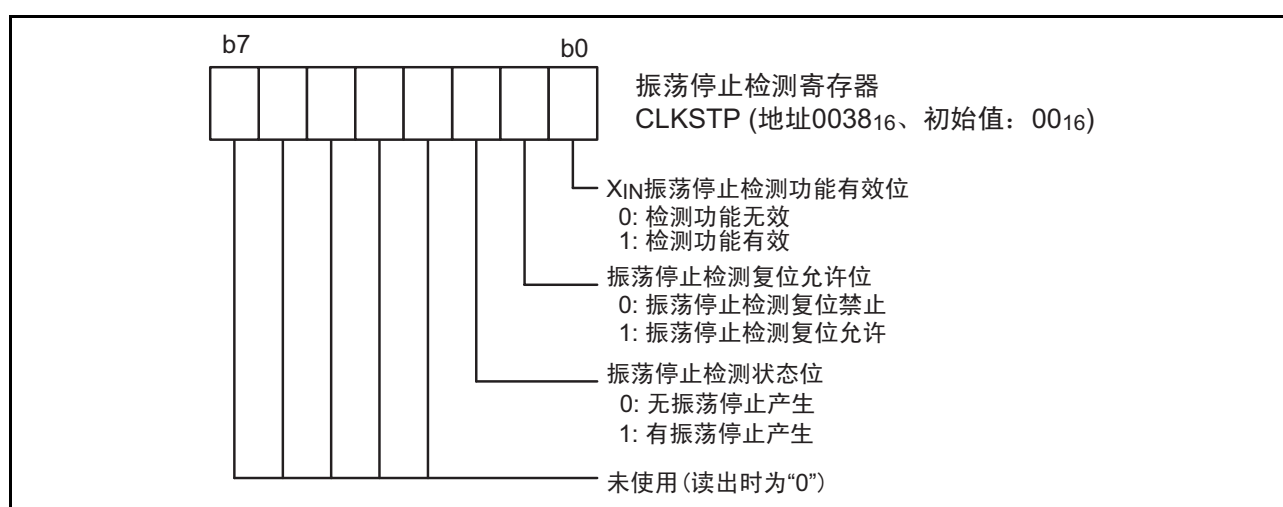 b7
b0
振荡停止检测寄存器
CLKSTP (地址003816、初始值：0016)
XIN振荡停止检测功能有效位
0: 检测功能无效
1: 检测功能有效
振荡停止检测复位允许位
0: 振荡停止检测复位禁止
1: 振荡停止检测复位允许
振荡停止检测状态位
0: 无振荡停止产生
1: 有振荡停止产生
未使用(读出时为“0”)